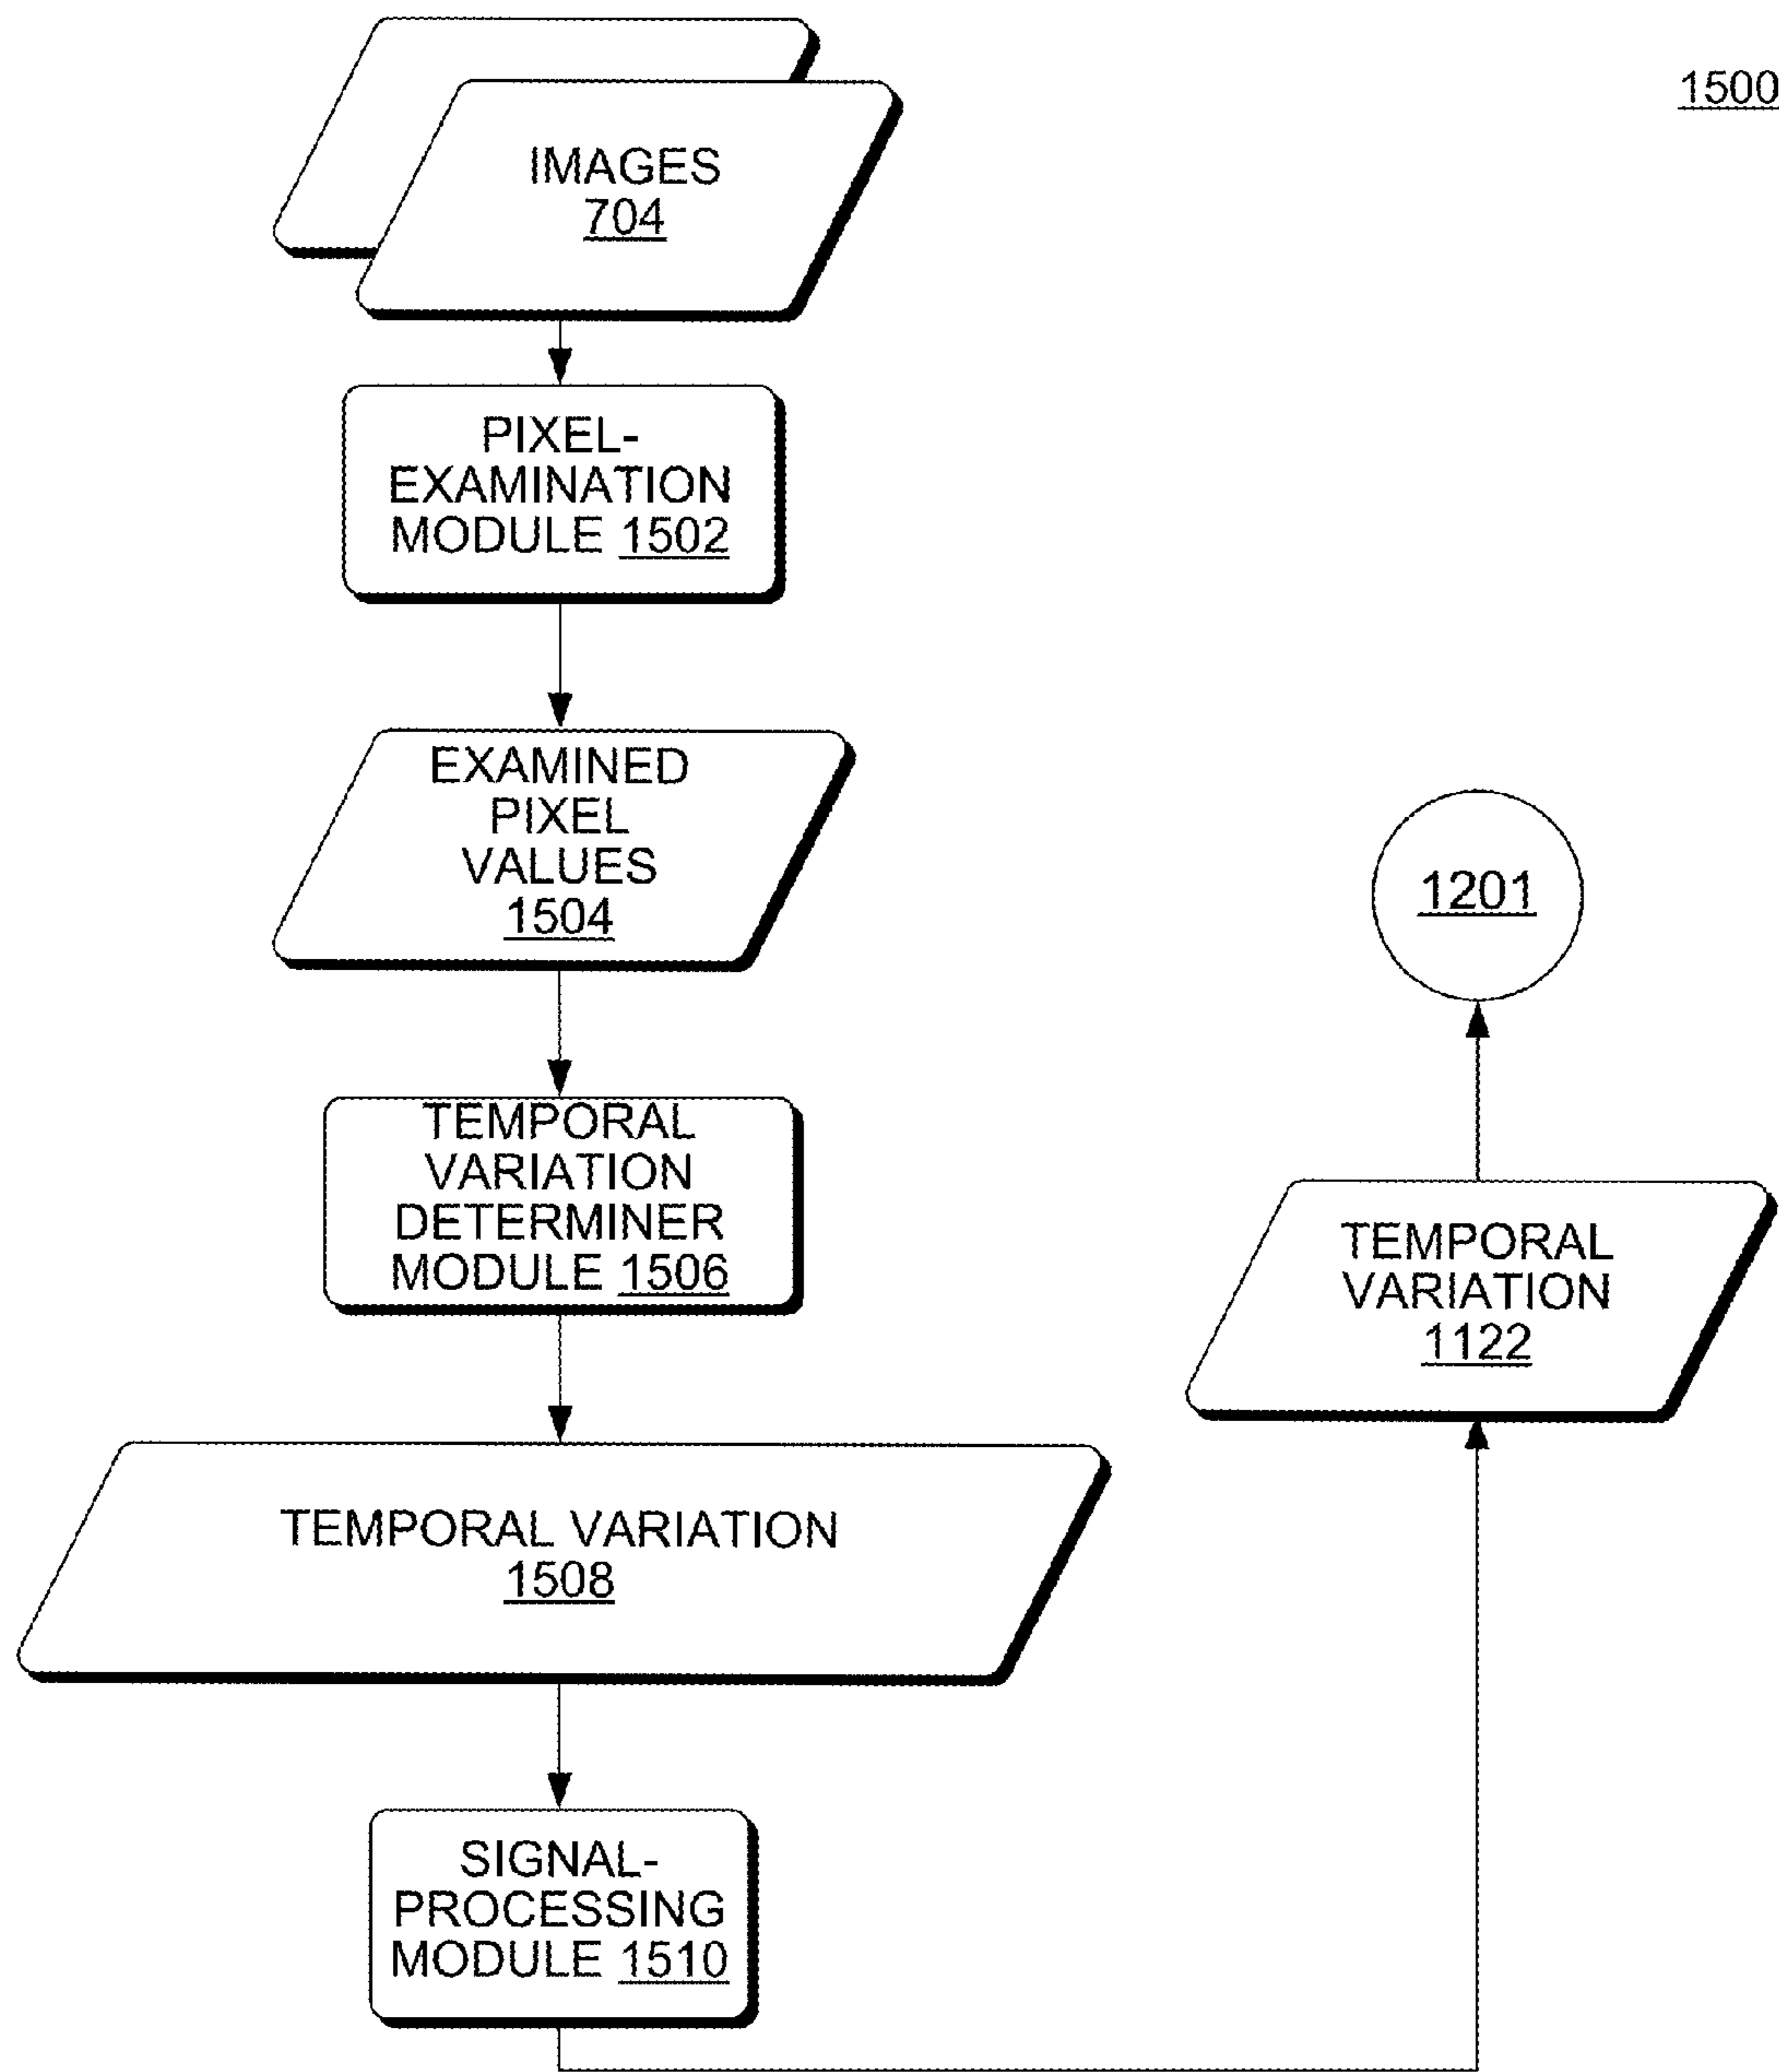 1500
IMAGES
704
PIXEL-
EXAMINATION
MODULE 1502
EXAMINED
PIXEL
VALUES
1504
TEMPORAL
VARIATION
DETERMINER
MODULE 1506
TEMPORAL VARIATION
1508
SIGNAL-
PROCESSING
MODULE 1510
TEMPORAL
VARIATION
1122
1201